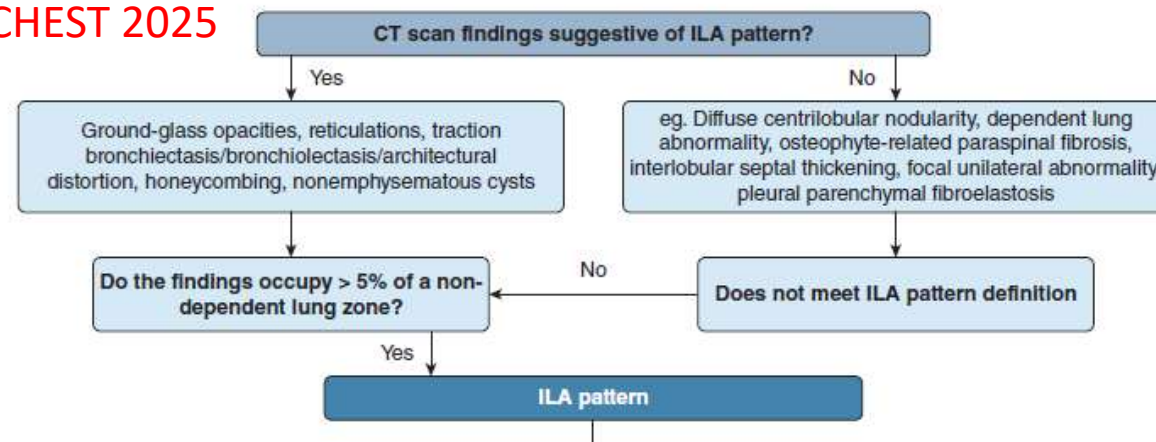 CHEST 2025
CT scan findings suggestive of ILA pattern?
Yes
No
Ground-glass opacities, reticulations, traction
bronchiectasis/bronchiolectasis/architectural
distortion, honeycombing, nonemphysematous cysts
eg. Diffuse centrilobular nodularity, dependent lung
abnormality, osteophyte-related paraspinal fibrosis,
interlobular septal thickening, focal unilateral abnormality
pleural parenchymal fibroelastosis
Do the findings occupy > 5% of a non-
dependent lung zone?
No
Does not meet ILA pattern definition
Yes
ILA pattern